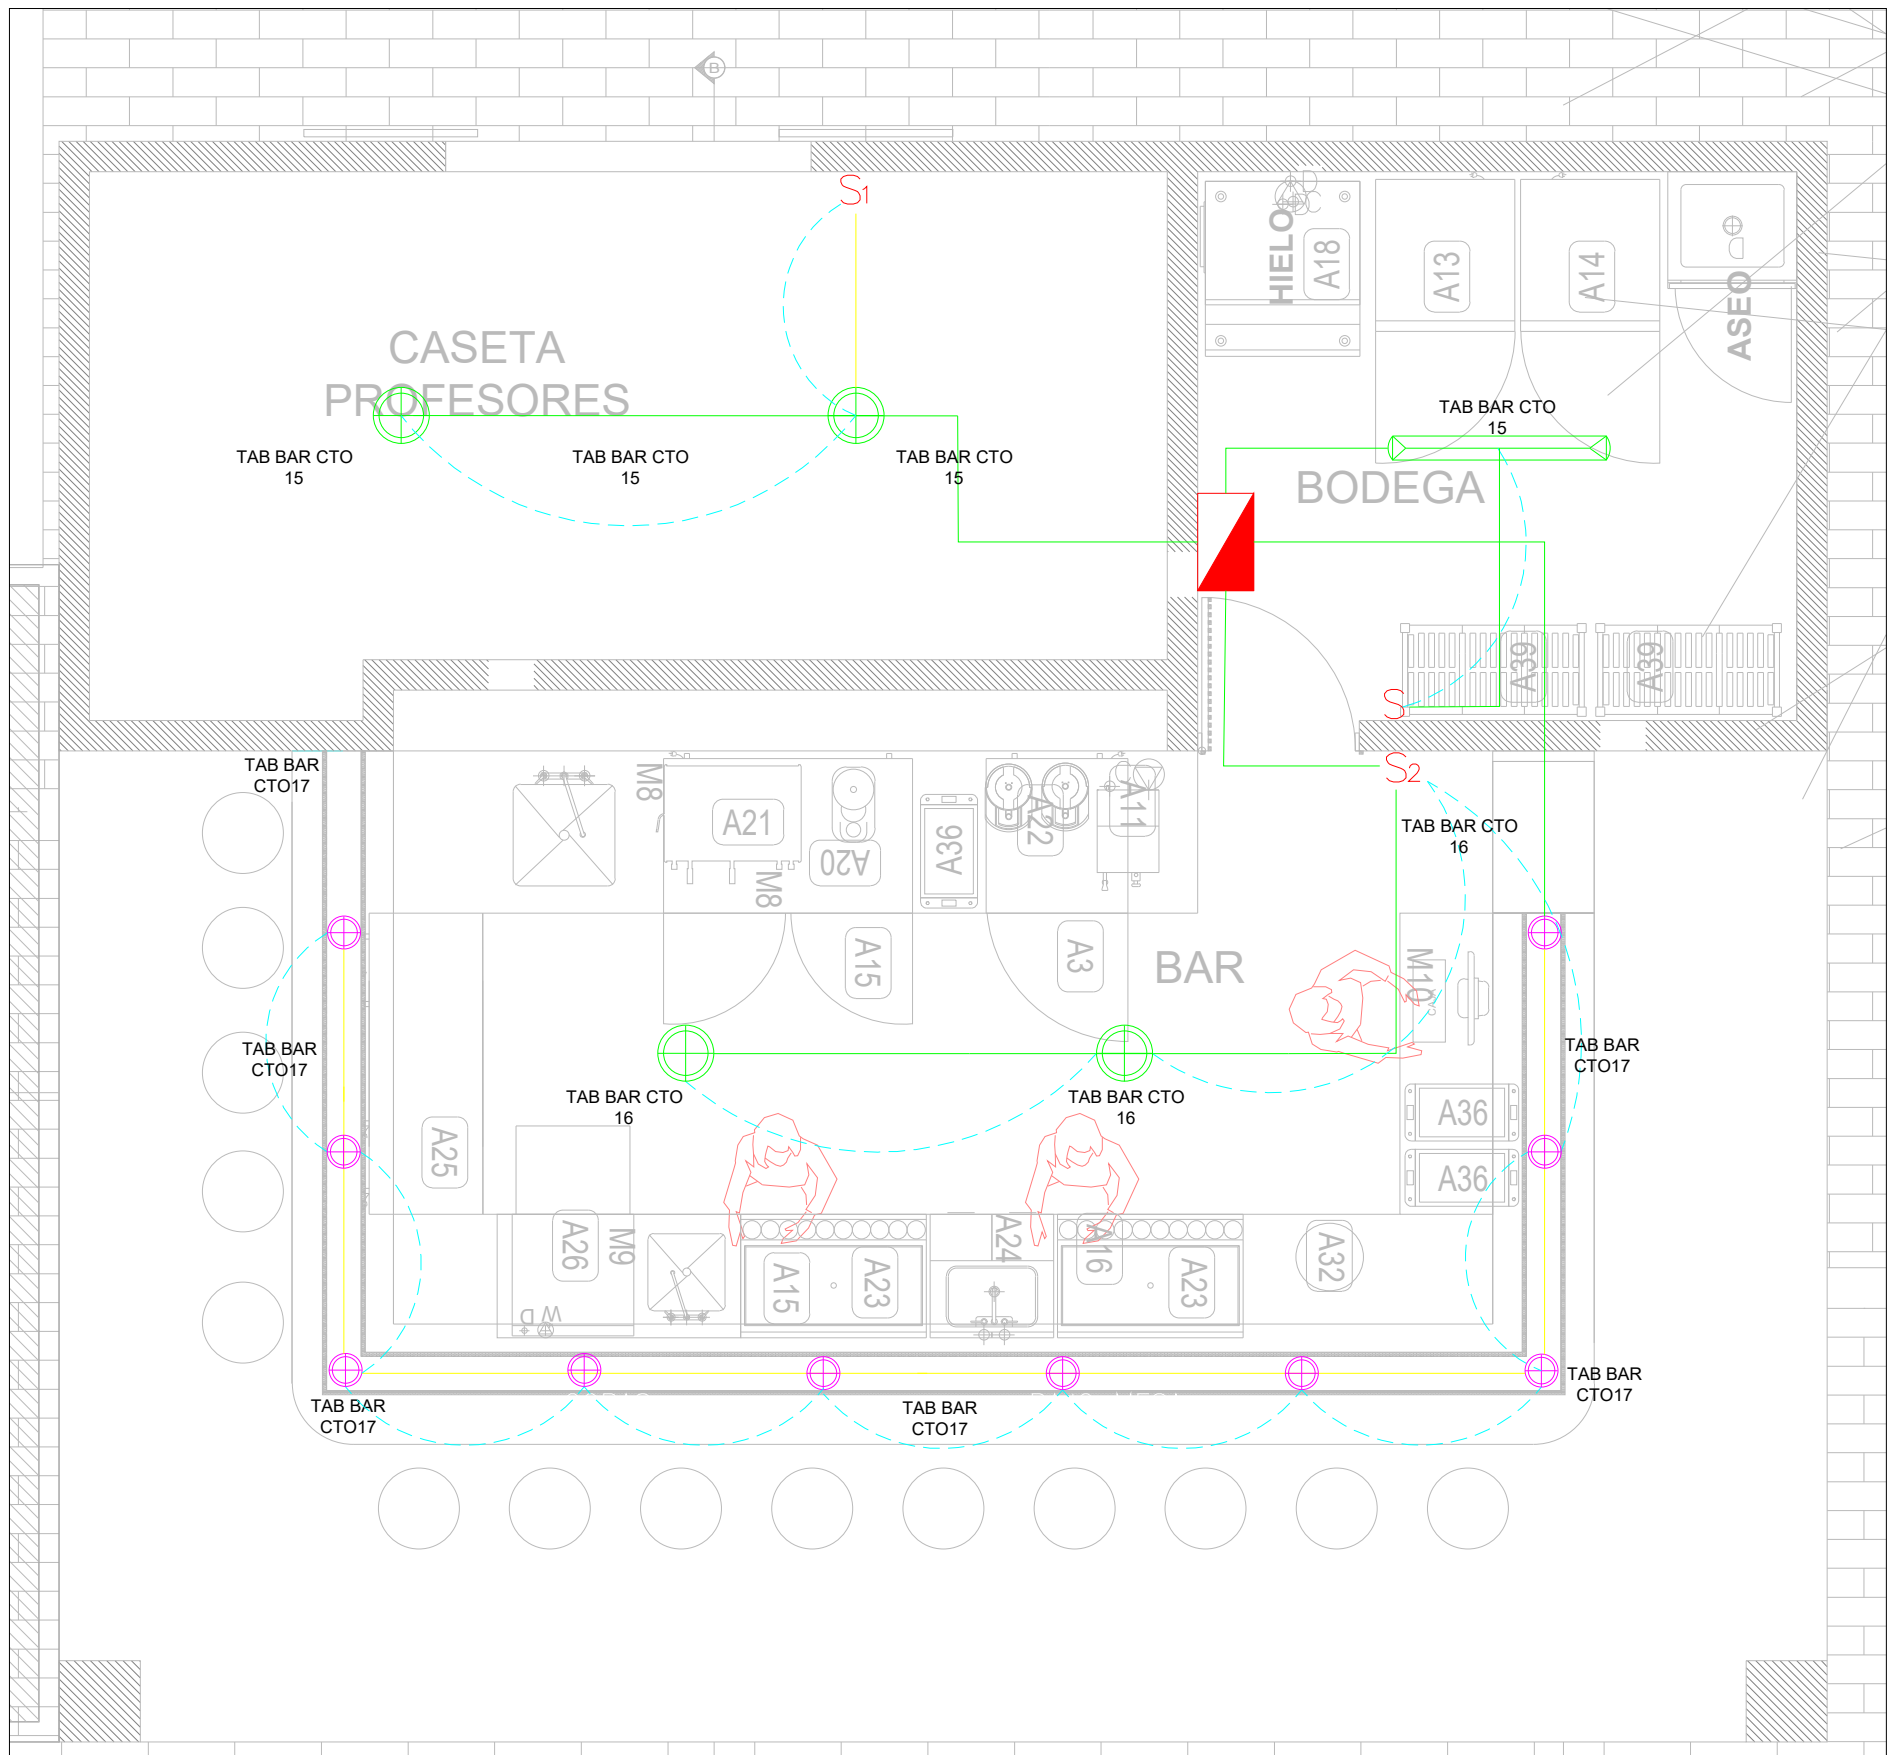 B
S1
D
C
HIELO
A18
A13
A14
D
ASEO
CASETA
PROFESORES
TAB BAR CTO
15
TAB BAR CTO
15
TAB BAR CTO
15
TAB BAR CTO
15
BODEGA
A39
A39
S
S2
TAB BAR
CTO17
M8
A21
A20
M8
A36
A22
A11
TAB BAR CTO
16
A15
A3
BAR
M10
TAB BAR
CTO17
TAB BAR
CTO17
TAB BAR CTO
16
TAB BAR CTO
16
A25
A36
A36
A26
M9
A15
A23
A24
A16
A23
A32
D
W
TAB BAR
CTO17
TAB BAR
CTO17
TAB BAR
CTO17